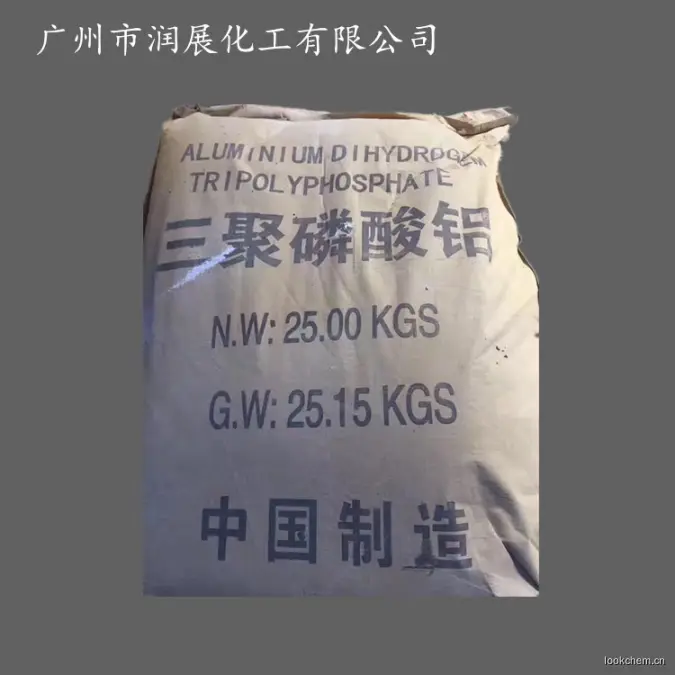 广州市润展化工有限公司
ALUMINIUM DIHYDROGEN
TRIPOLYPHOSPHATE
三聚磷酸铝
N.W: 25.00 KGS
G.W: 25.15 KGS
中国制造
lookchem.cn